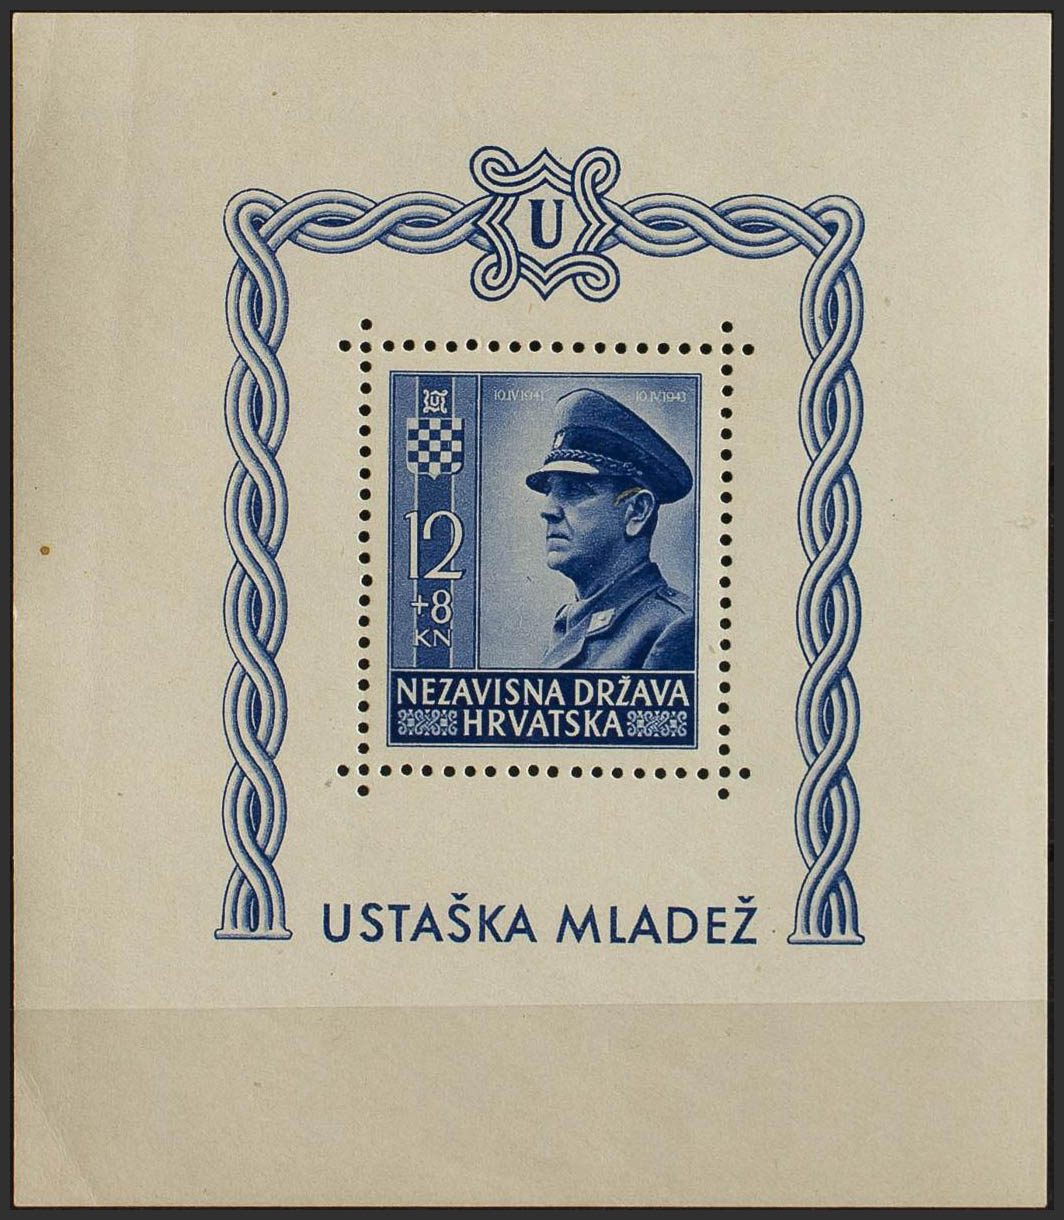 U
10.IV.1941 10.IV.1943
U
12
+8
KN
NEZAVISNA DRŽAVA
HRVATSKA
USTAŠKA MLADEŽ